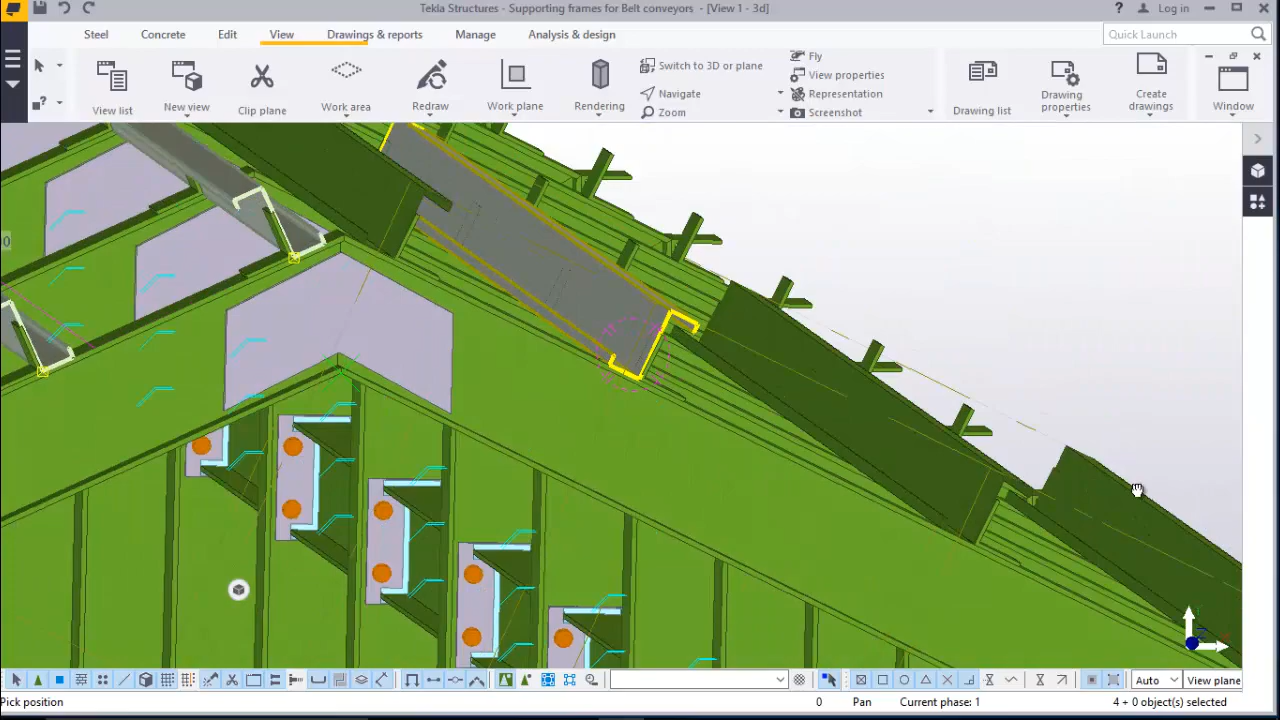 Tekla Structures - Supporting frames for Belt conveyors - [View 1 - 3d]
? Log in
Steel Concrete Edit View Drawings & reports Manage Analysis & design
Quick Launch
View list
New view
Clip plane
Work area
Redraw
Work plane
Rendering
Switch to 3D or plane
Navigate
Zoom
Fly
View properties
Representation
Screenshot
Drawing list
Drawing properties
Create drawings
Window
0
Auto
View plane
Pick position
0
Pan
Current phase: 1
4 + 0 object(s) selected